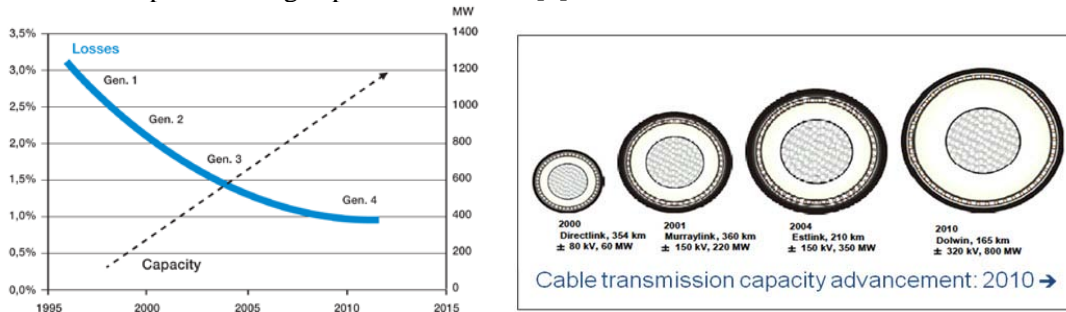 MW
3,5%
3,0%
2,5%
2,0%
1,5%
1,0%
0,5%
0,0%
Losses
Gen. 1
Gen. 2
Gen. 3
Gen. 4
Capacity
1400
1200
1000
800
600
400
200
0
1995
2000
2005
2010
2015
2000
Directlink, 354 km
± 80 kV, 60 MW
2001
Murraylink, 360 km
± 150 kV, 220 MW
2004
Estlink, 210 km
± 150 kV, 350 MW
2010
Dolwin, 165 km
± 320 kV, 800 MW
Cable transmission capacity advancement: 2010 →